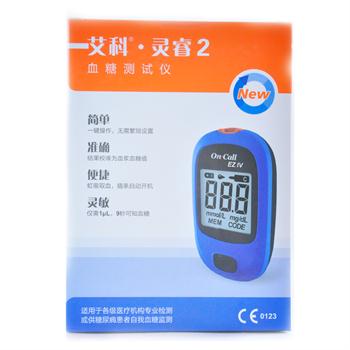 艾科®·灵睿2
血糖测试仪
New
简单
一键操作，无需繁琐设置
准确
结果校准为血浆血糖值
便捷
虹吸取血，插条自动开机
灵敏
仅需1μL，9秒可知血糖
On Call
EZ IV
C
88.8
mmol/L mg/dL
MEM CODE
适用于各级医疗机构专业检测
或供糖尿病患者自我血糖监测
CE 0123